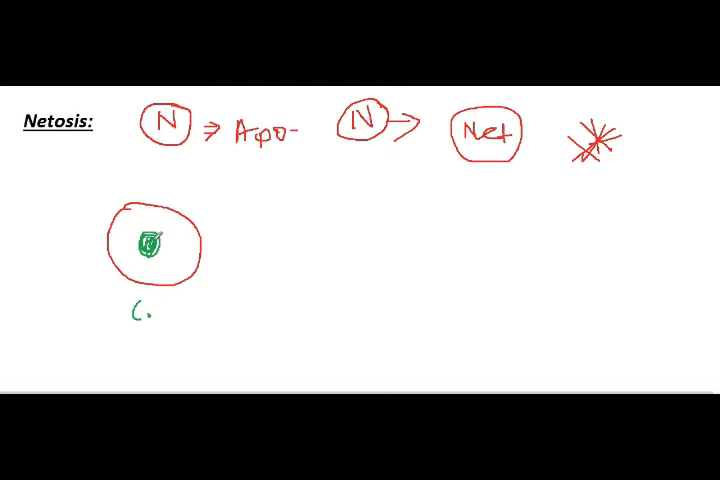 Netosis: N ⇒ Apo- N → Net
C.